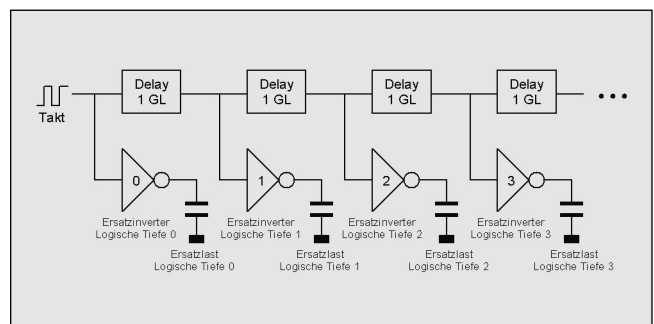 Delay
1 GL
Delay
1 GL
Delay
1 GL
Delay
1 GL
Takt
...
0
1
2
3
Ersatzinverter
Logische Tiefe 0
Ersatzinverter
Logische Tiefe 1
Ersatzinverter
Logische Tiefe 2
Ersatzinverter
Logische Tiefe 3
Ersatzlast
Logische Tiefe 0
Ersatzlast
Logische Tiefe 1
Ersatzlast
Logische Tiefe 2
Ersatzlast
Logische Tiefe 3